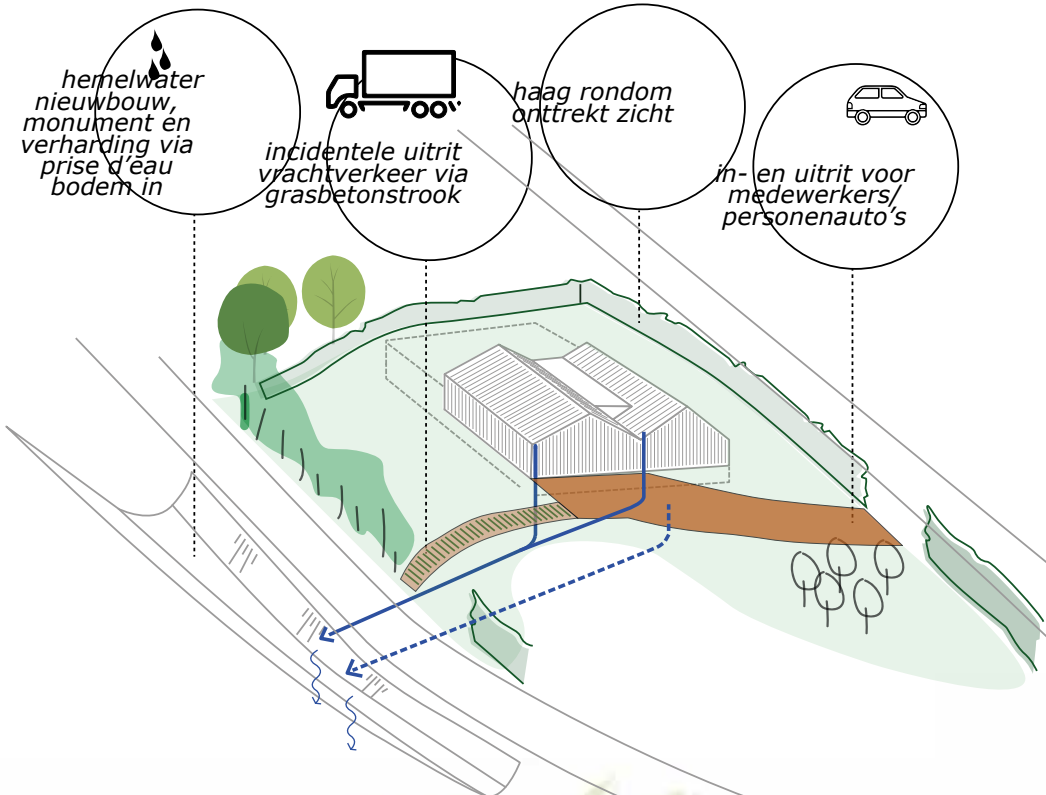 hemelwater
nieuwbouw,
monument en
verharding via
prise d'eau
bodem in
incidentele uitrit
vrachtverkeer via
grasbetonstrook
haag rondom
onttrekt zicht
in- en uitrit voor
medewerkers/
personenauto's